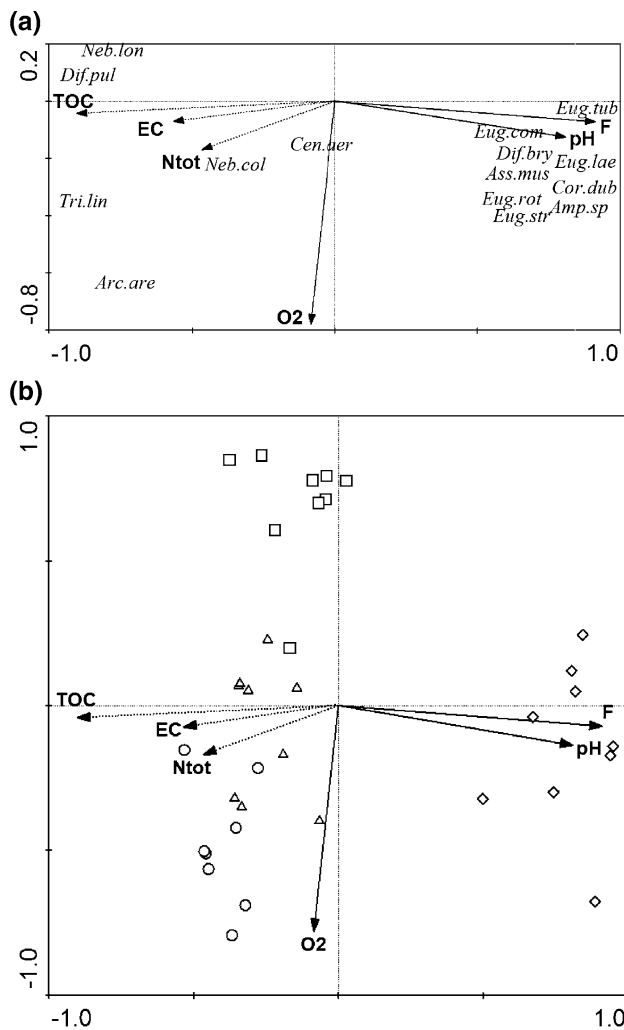 (a)
0.2
Neb.lon
Dif.pul
TOC
EC
Ntot
Neb.col
Cen.aer
Eug.tub
F
Eug.com
pH
Dif.bry
Eug.lae
Ass.mus
Cor.dub
Eug.rot
Amp.sp
Eug.str
Tri.lin
Arc.are
O2
-0.8
-1.0
1.0
(b)
1.0
TOC
F
EC
pH
Ntot
O2
-1.0
-1.0
1.0